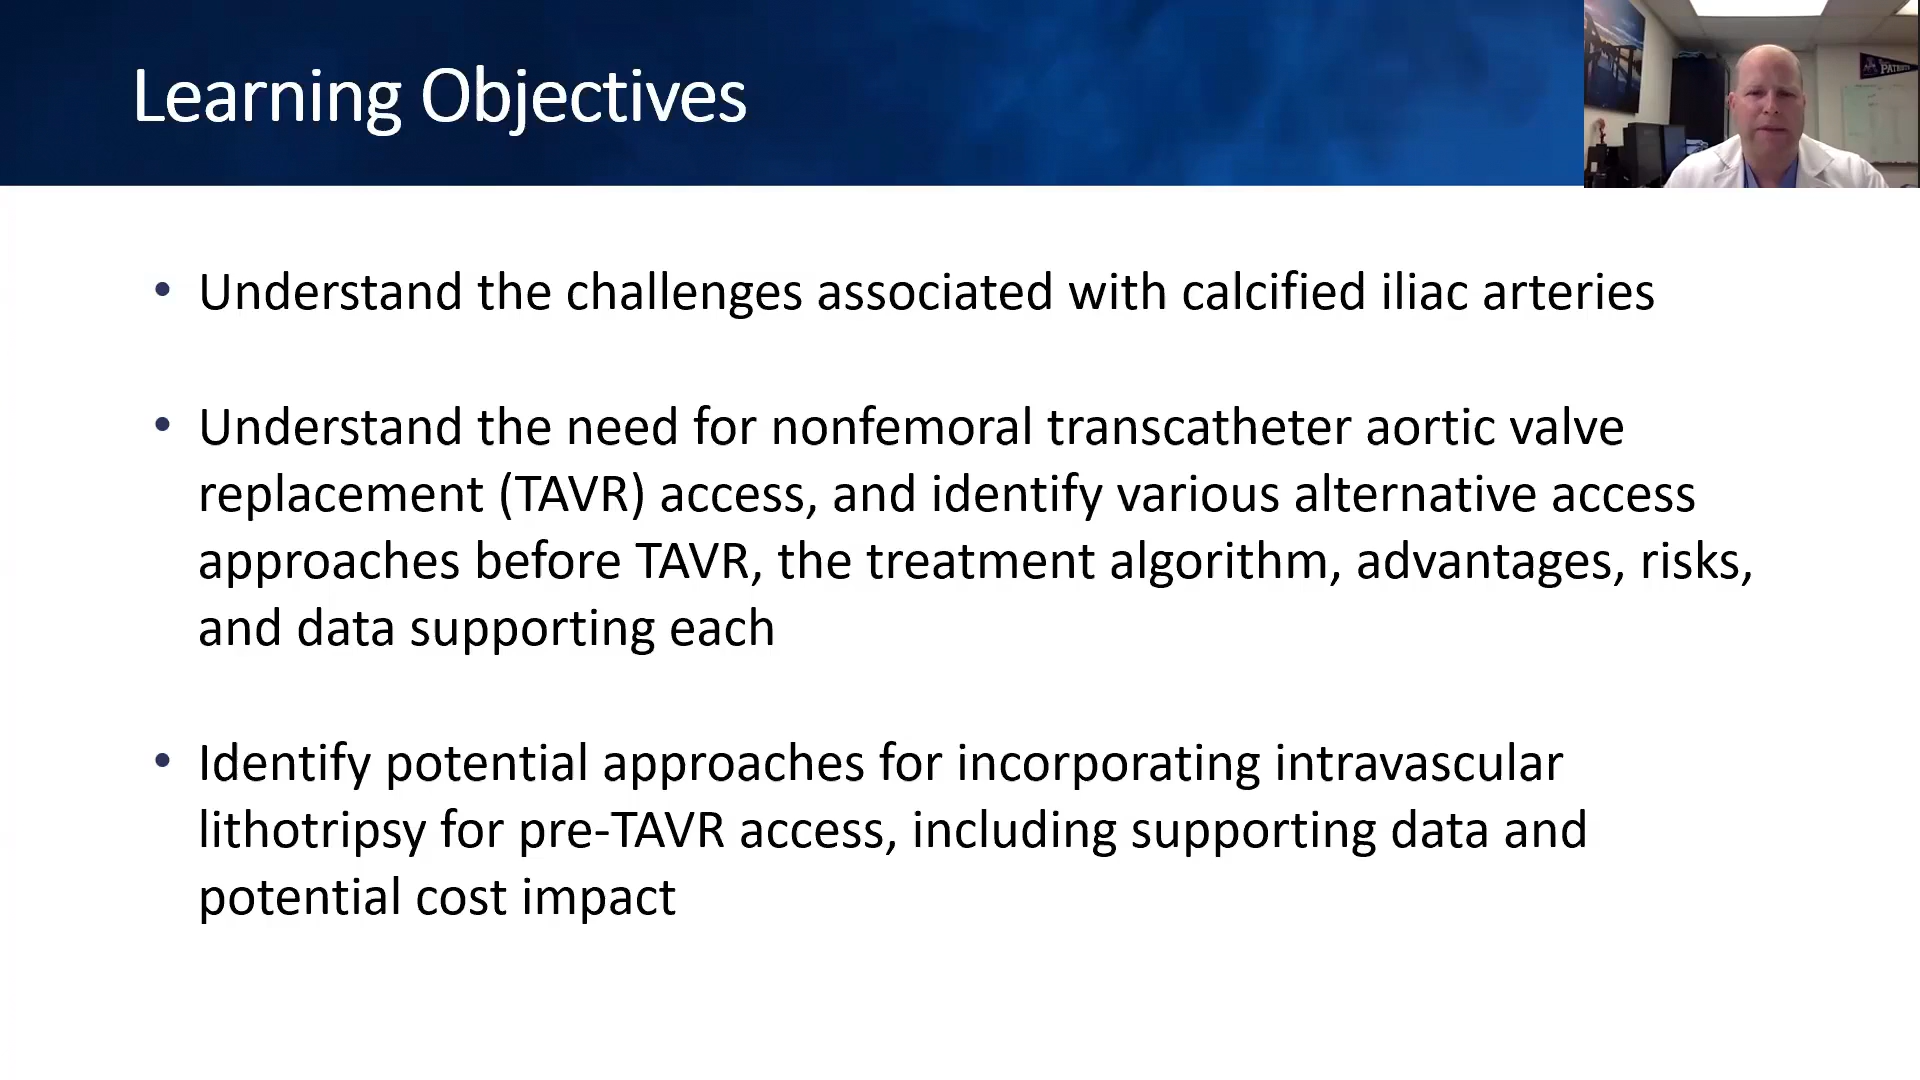 Learning Objectives
PATRIOTS
• Understand the challenges associated with calcified iliac arteries
• Understand the need for nonfemoral transcatheter aortic valve
replacement (TAVR) access, and identify various alternative access
approaches before TAVR, the treatment algorithm, advantages, risks,
and data supporting each
• Identify potential approaches for incorporating intravascular
lithotripsy for pre-TAVR access, including supporting data and
potential cost impact